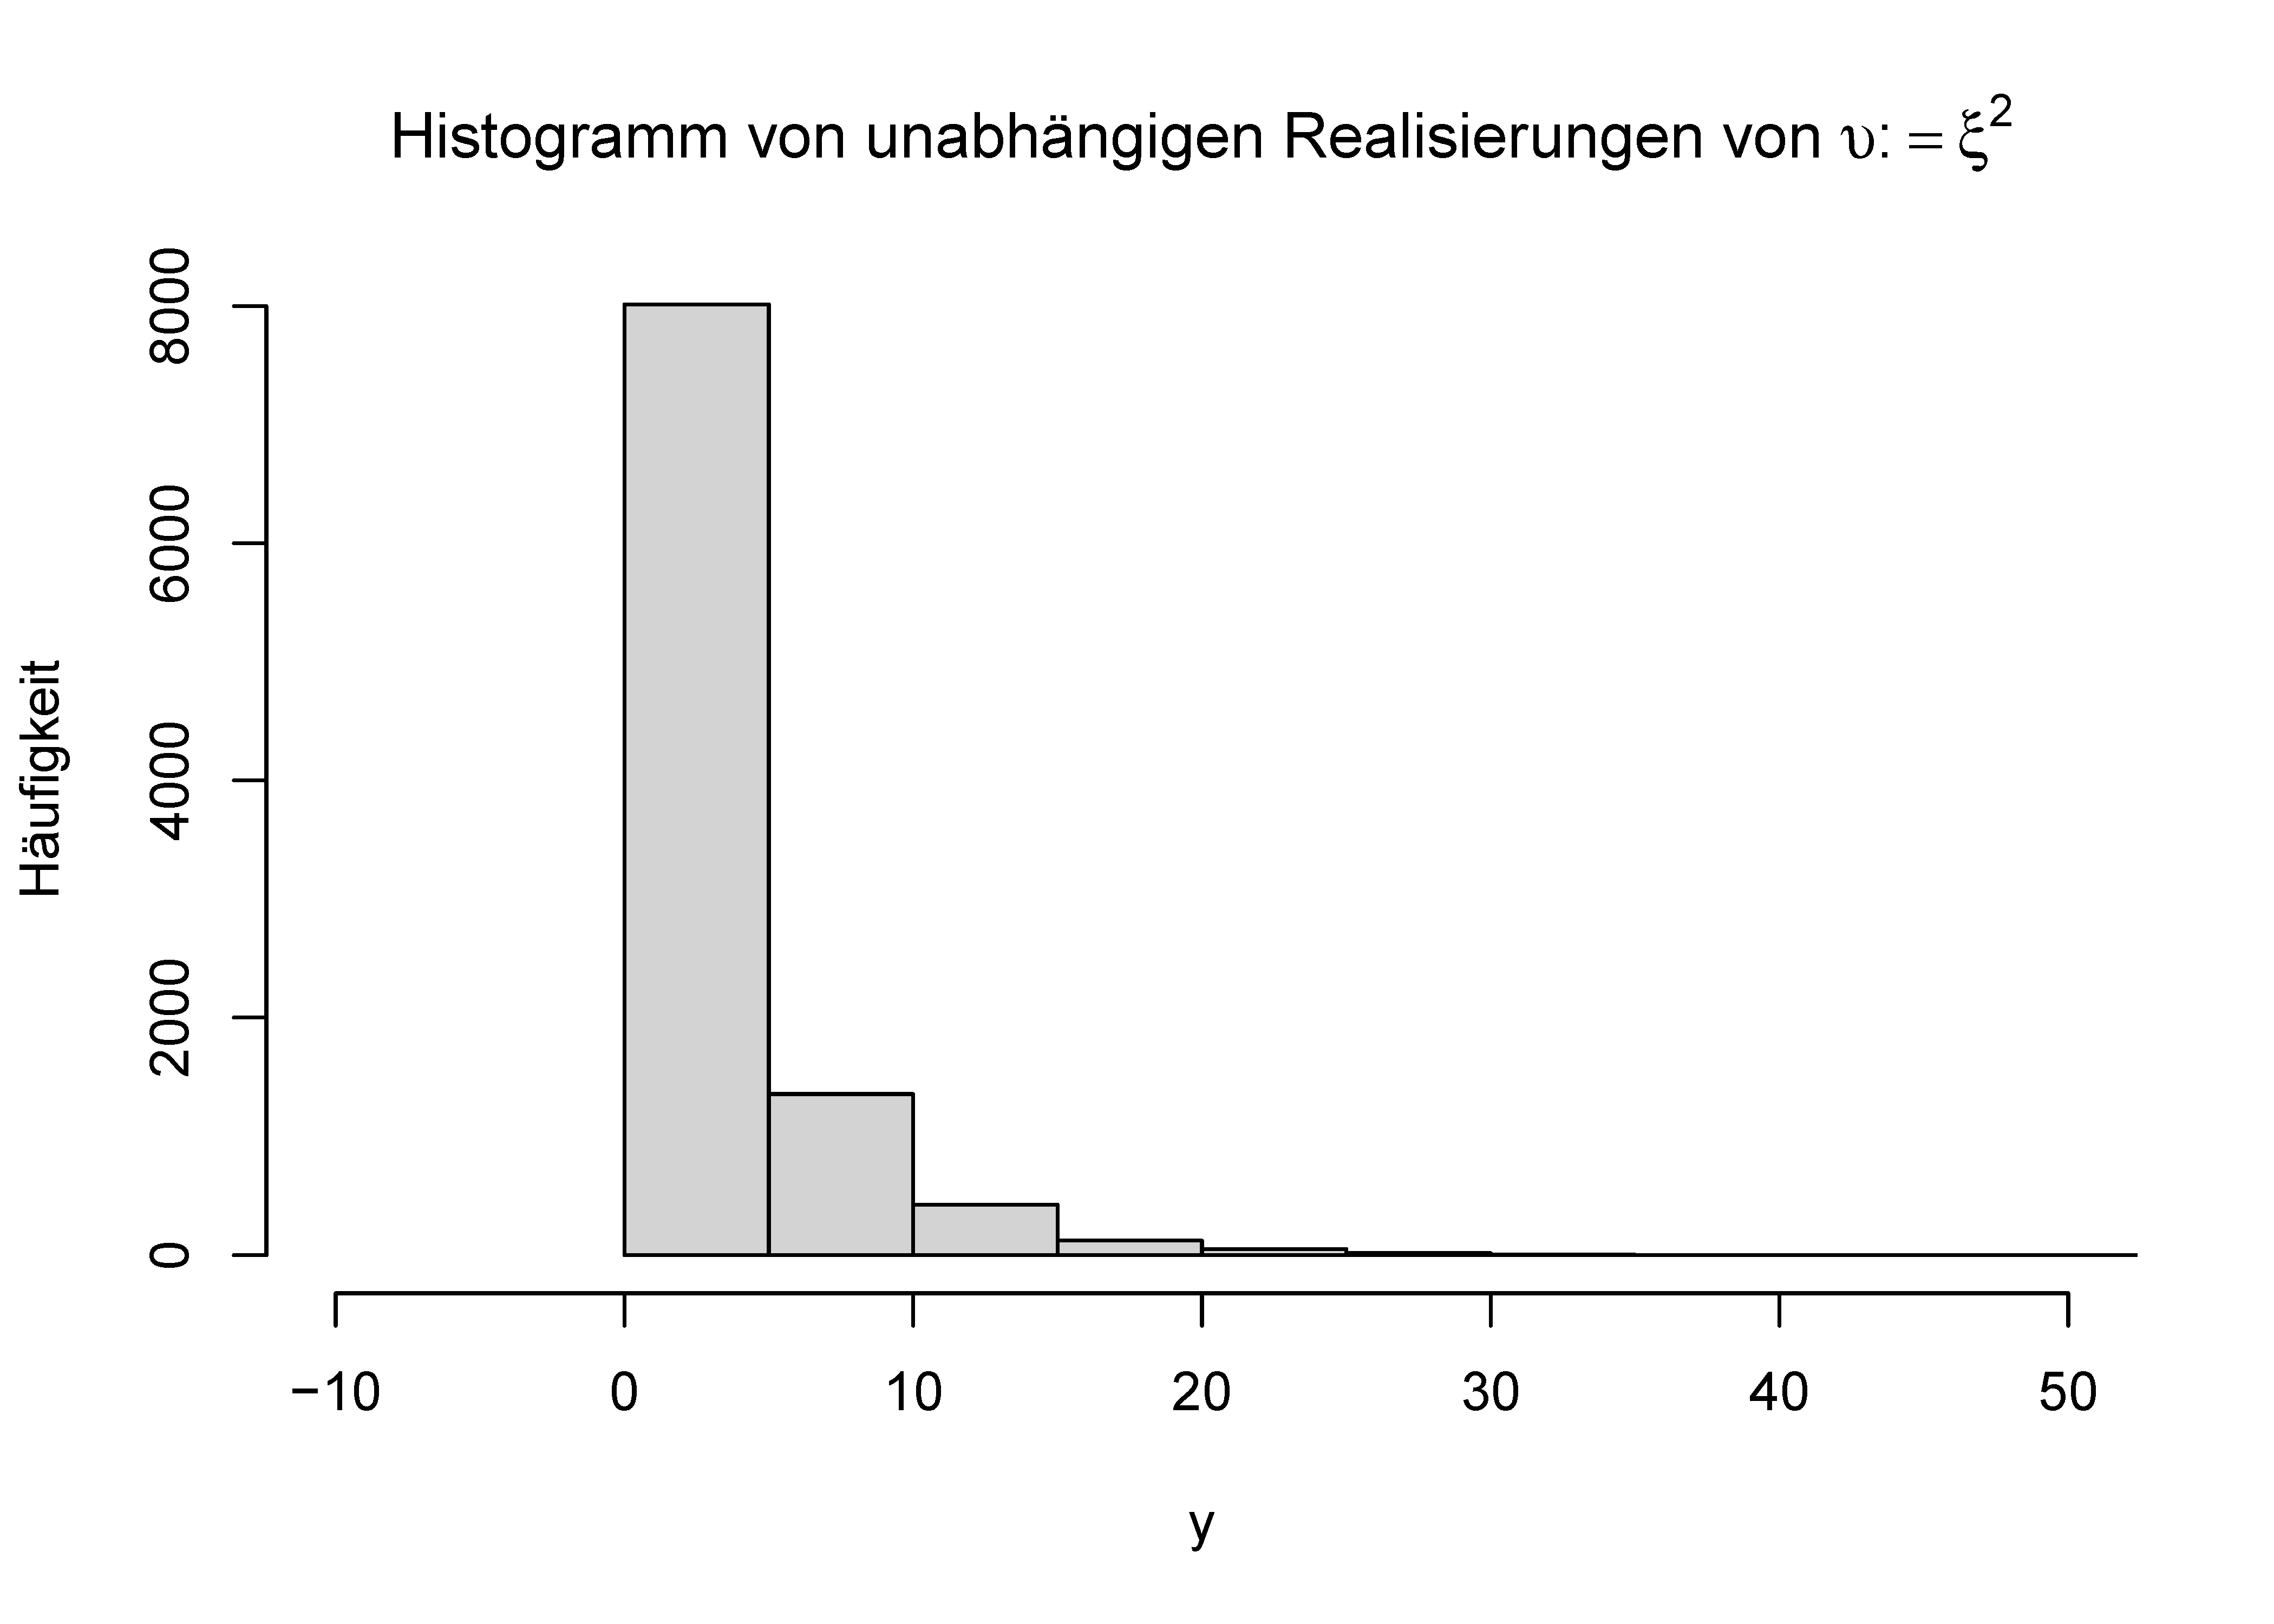 Histogramm von unabhängigen Realisierungen von υ: = ξ²
Häufigkeit
8000
6000
4000
2000
0
−10 0 10 20 30 40 50
y